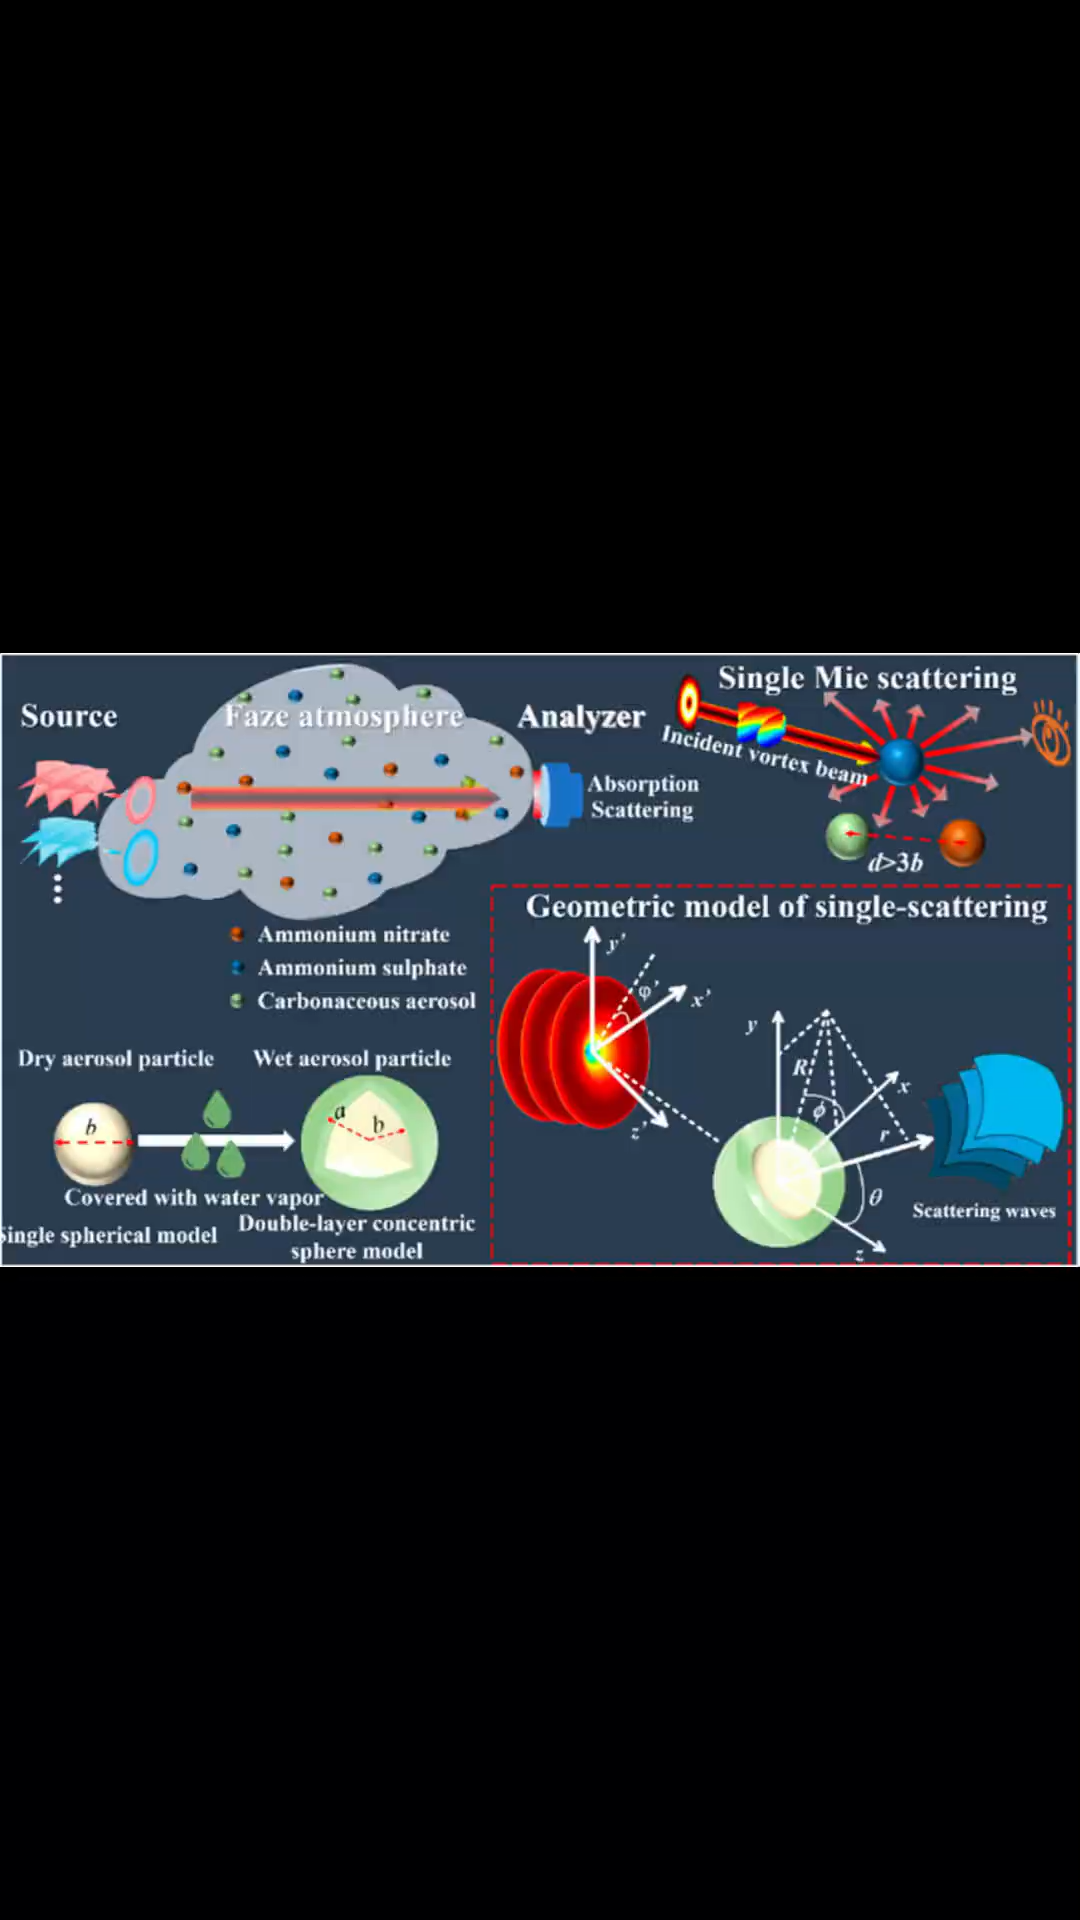 Source
Faze atmosphere
Analyzer
Absorption
Scattering
Single Mie scattering
Incident vortex beam
d>3b
Ammonium nitrate
Ammonium sulphate
Carbonaceous aerosol
Dry aerosol particle
Wet aerosol particle
b
a
b
Covered with water vapor
Single spherical model
Double-layer concentric
sphere model
Geometric model of single-scattering
y'
φ'
x'
z'
y
R
x
ϕ
r
θ
z
Scattering waves